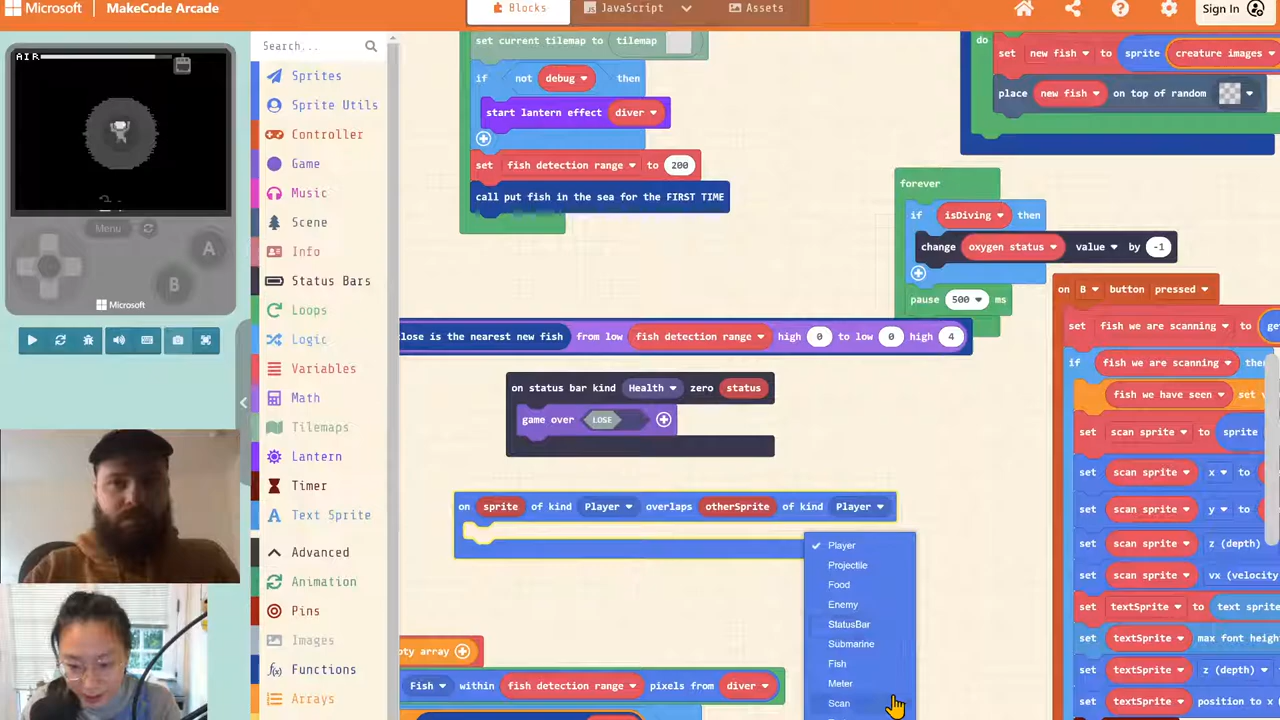 Microsoft
MakeCode Arcade
Blocks
JavaScript
Assets
Sign In
AIR
Menu
A
B
Microsoft
Search...
Sprites
Sprite Utils
Controller
Game
Music
Scene
Info
Status Bars
Loops
Logic
Variables
Math
Tilemaps
Lantern
Timer
Text Sprite
Advanced
Animation
Pins
Images
Functions
Arrays
set current tilemap to tilemap
if not debug then
start lantern effect diver
set fish detection range to 200
call put fish in the sea for the FIRST TIME
do
set new fish to sprite creature images
place new fish on top of random
forever
if isDiving then
change oxygen status value by -1
pause 500 ms
close is the nearest new fish from low fish detection range high 0 to low 0 high 4
on status bar kind Health zero status
game over LOSE
on sprite of kind Player overlaps otherSprite of kind Player
Player
Projectile
Food
Enemy
StatusBar
Submarine
Fish
Meter
Scan
array
Fish within fish detection range pixels from diver
on B button pressed
set fish we are scanning to
if fish we are scanning then
fish we have seen set
set scan sprite to sprite
set scan sprite x to
set scan sprite y to
set scan sprite z (depth)
set scan sprite vx (velocity
set textSprite to text sprite
set textSprite max font height
set textSprite z (depth)
set textSprite position to x